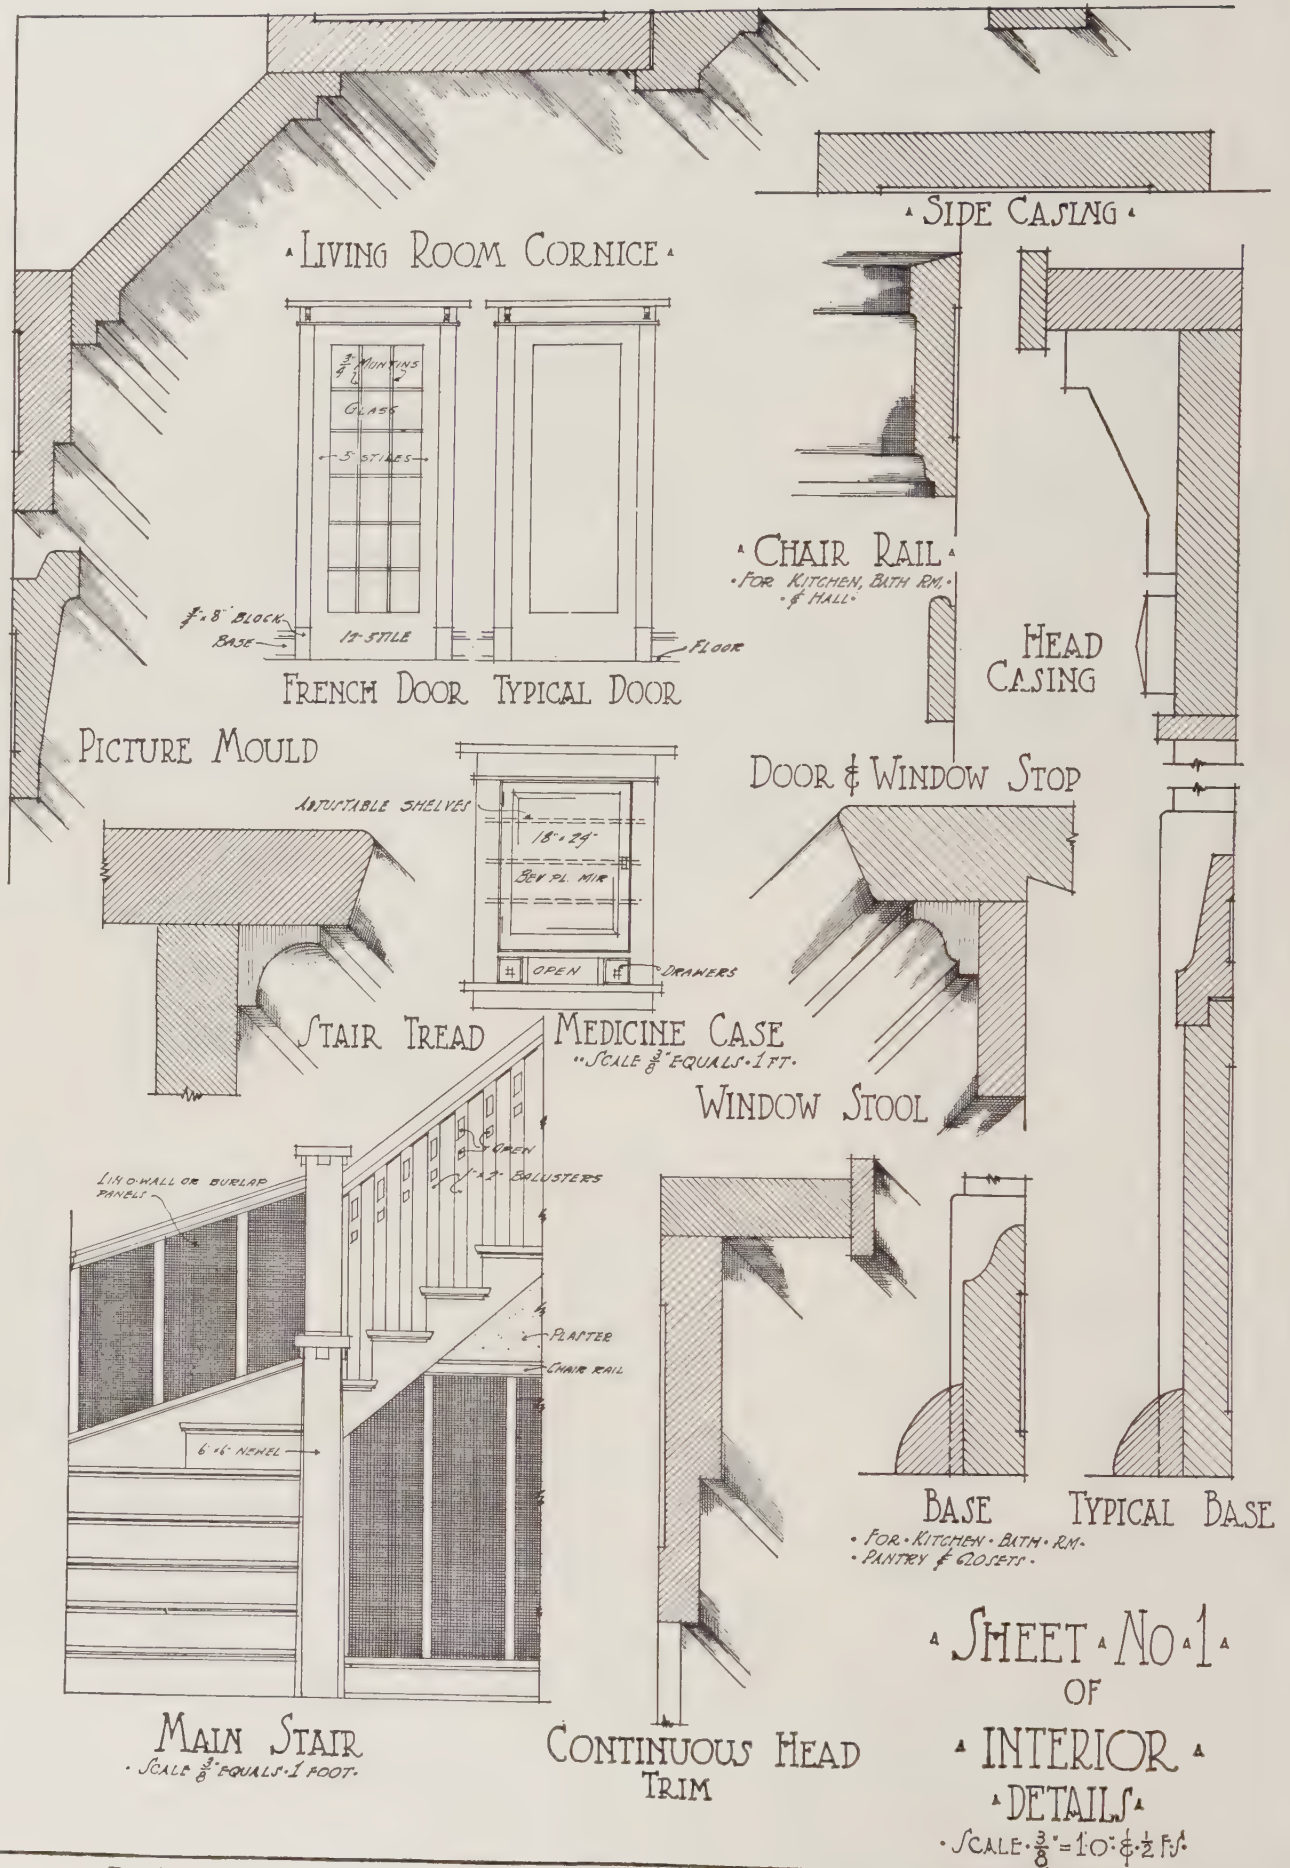 SIDE CASING
LIVING ROOM CORNICE
3/4" MUNTINS
GLASS
5" STILES
CHAIR RAIL
FOR KITCHEN, BATH RM.
& HALL
8" BLOCK
BASE
12" STILE
FLOOR
HEAD
CASING
FRENCH DOOR
TYPICAL DOOR
PICTURE MOULD
DOOR & WINDOW STOP
ADJUSTABLE SHELVES
18" x 24"
BEV PL. MIR
OPEN
DRAWERS
STAIR TREAD
MEDICINE CASE
SCALE 3/8" EQUALS 1 FT.
WINDOW STOOL
OPEN
1" x 2" BALUSTERS
LIN-O-WALL OR BURLAP
PANELS
PLASTER
CHAIR RAIL
6" x 6" NEWEL
BASE
FOR KITCHEN BATH RM.
PANTRY & CLOSETS
TYPICAL BASE
MAIN STAIR
SCALE 3/8" EQUALS 1 FOOT
CONTINUOUS HEAD
TRIM
SHEET NO 1
OF
INTERIOR
DETAILS
SCALE 3/8" = 1'0" & 1/2 F.S.